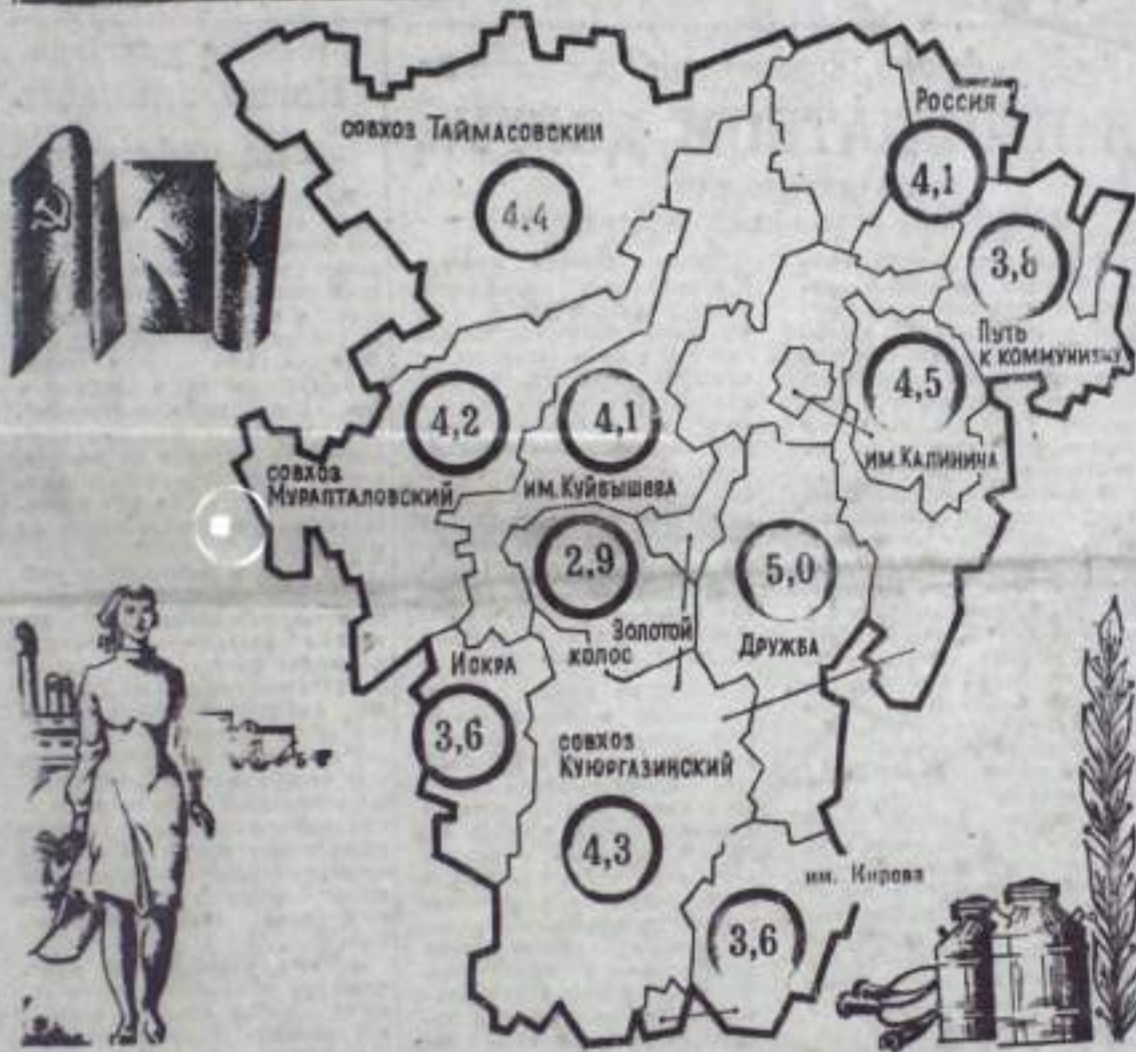 РОССИЯ
СОВХОЗ ТАЙМАСОВСКИЙ
4,1
4,4
3,8
ПУТЬ
К КОММУНИЗМУ
4,5
4,2
4,1
им. КАЛИНИНА
СОВХОЗ
МУРАПТАЛОВСКИЙ
им. КУЙБЫШЕВА
2,9
5,0
ЗОЛОТОЙ
КОЛОС
ДРУЖБА
ИСКРА
3,6
СОВХОЗ
КУЮРГАЗИНСКИЙ
4,3
им. Кирова
3,6